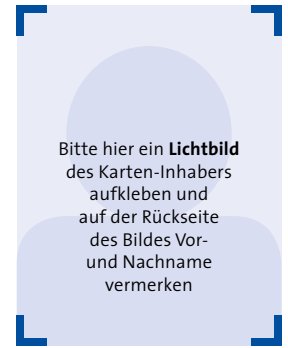 Bitte hier ein Lichtbild
des Karten-Inhabers
aufkleben und
auf der Rückseite
des Bildes Vor-
und Nachname
vermerken